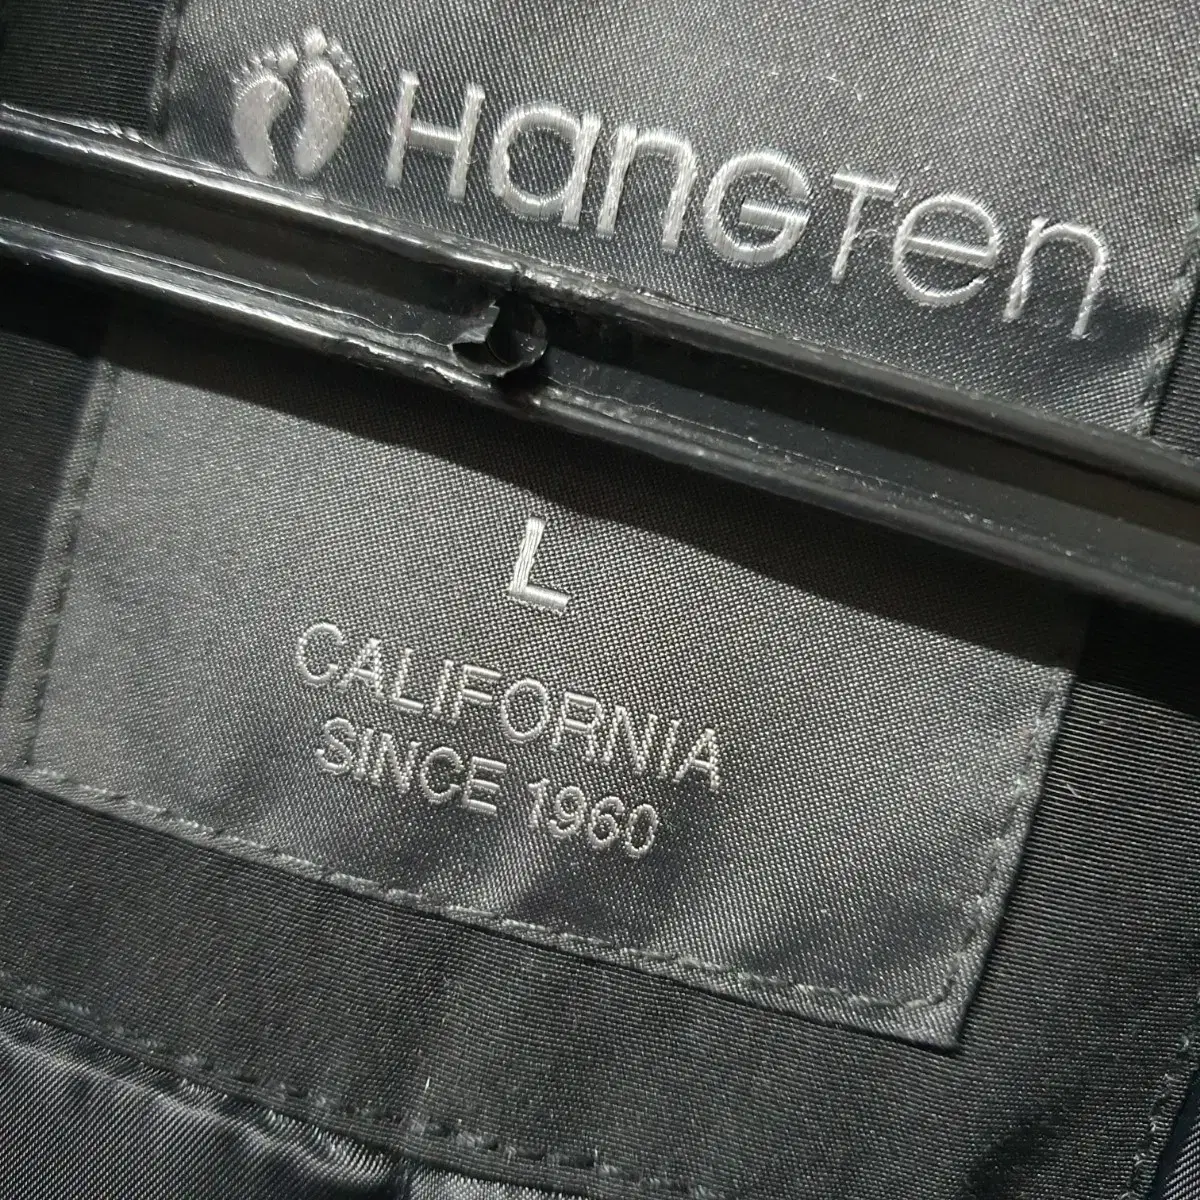 HanGTen
L
CALIFORNIA
SINCE 1960